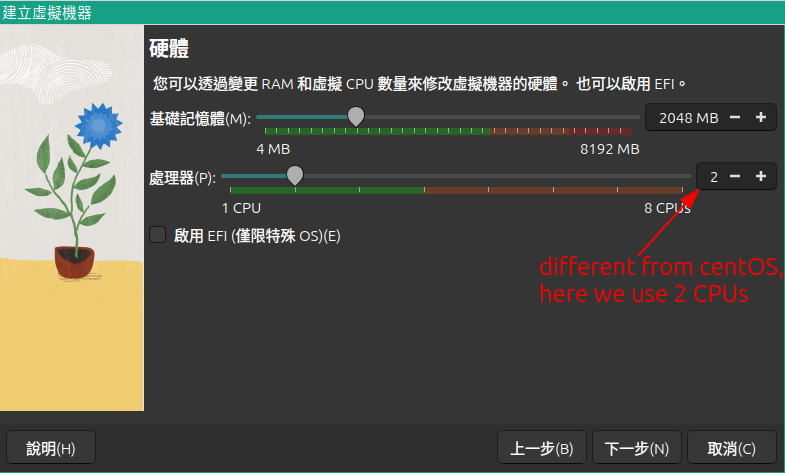 建立虛擬機器
硬體
您可以透過變更 RAM 和虛擬 CPU 數量來修改虛擬機器的硬體。 也可以啟用 EFI。
基礎記憶體(M):
2048 MB
4 MB
8192 MB
處理器(P):
2
1 CPU
8 CPUs
啟用 EFI (僅限特殊 OS)(E)
different from centOS,
here we use 2 CPUs
說明(H)
上一步(B)
下一步(N)
取消(C)